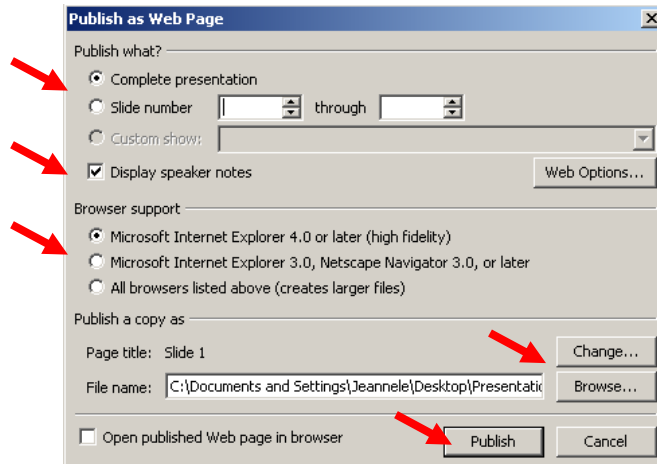 Publish as Web Page
Publish what?
Complete presentation
Slide number through
Custom show:
Display speaker notes Web Options...
Browser support
Microsoft Internet Explorer 4.0 or later (high fidelity)
Microsoft Internet Explorer 3.0, Netscape Navigator 3.0, or later
All browsers listed above (creates larger files)
Publish a copy as
Page title: Slide 1 Change...
File name: C:\Documents and Settings\Jeannele\Desktop\Presentatio Browse...
Open published Web page in browser Publish Cancel